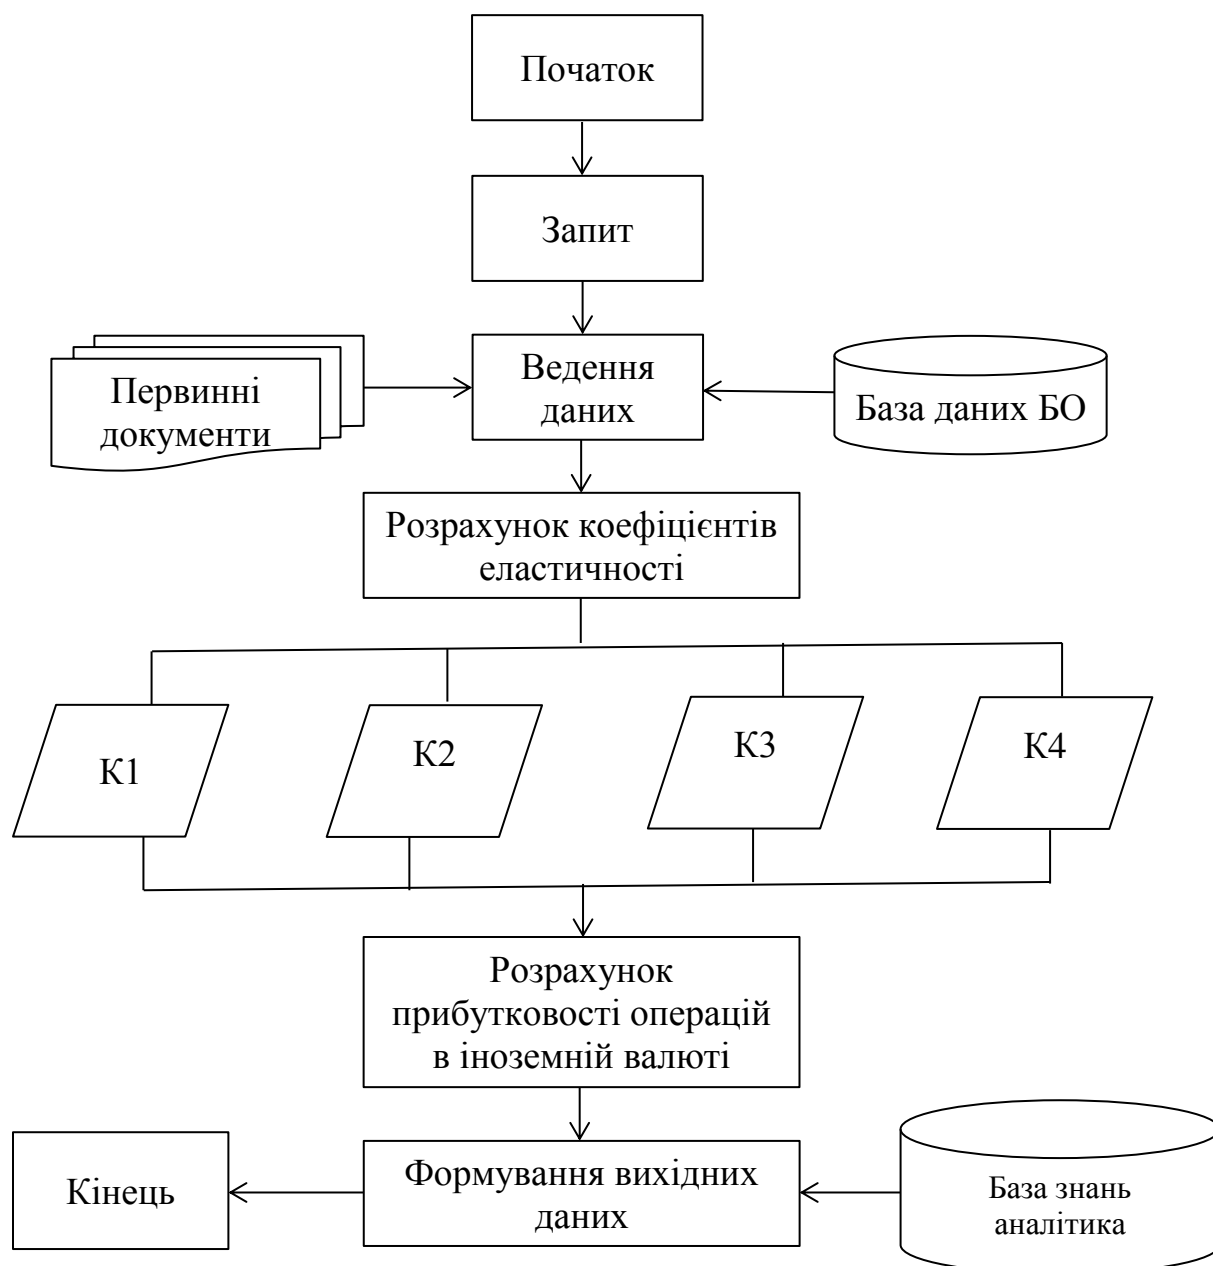 Початок
Запит
Первинні
документи
Ведення
даних
База даних БО
Розрахунок коефіцієнтів
еластичності
К1
К2
К3
К4
Розрахунок
прибутковості операцій
в іноземній валюті
Кінець
Формування вихідних
даних
База знань
аналітика